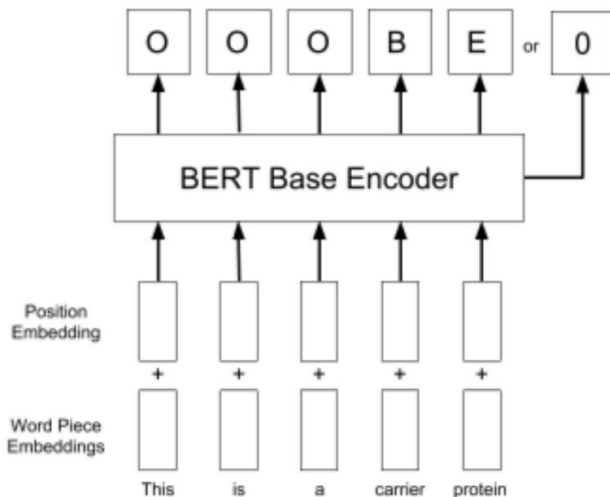 O O O B E or 0
BERT Base Encoder
Position
Embedding
+ + + + +
Word Piece
Embeddings
This is a carrier protein